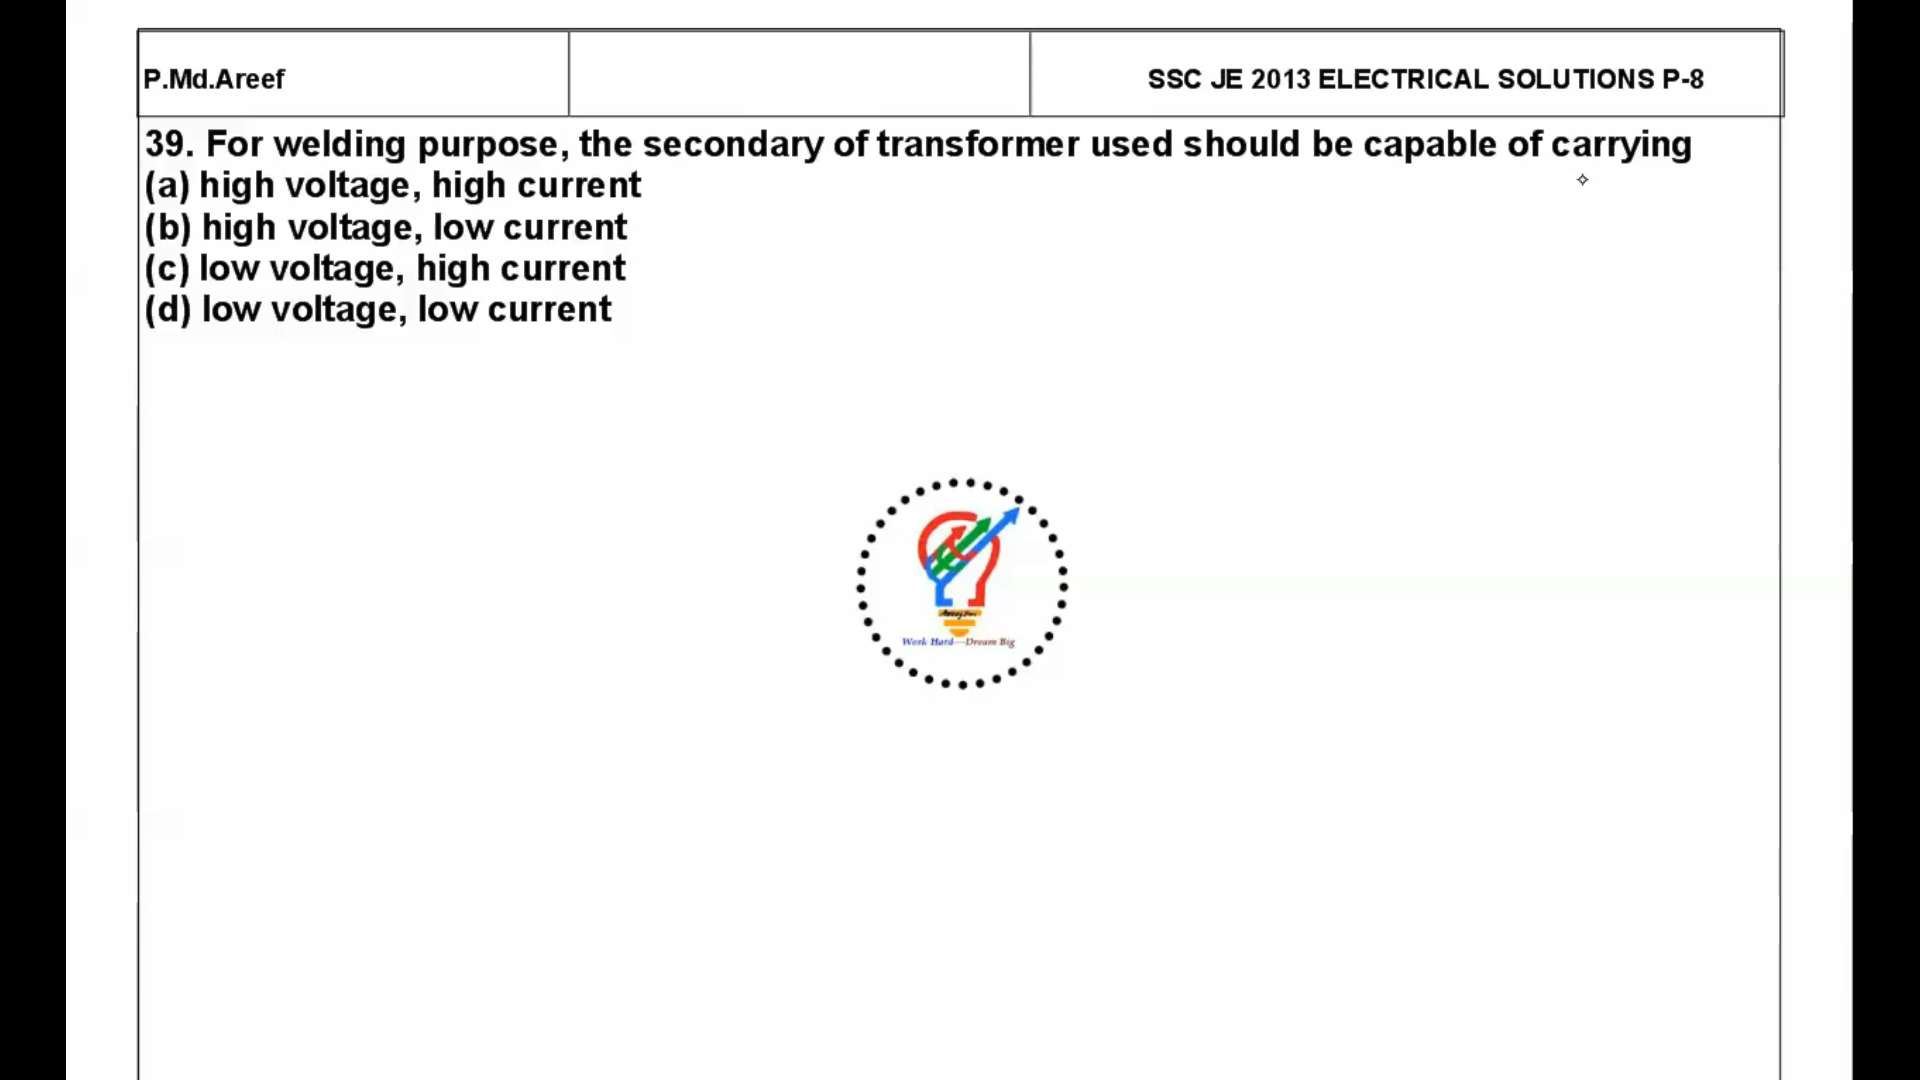 P.Md.Areef
SSC JE 2013 ELECTRICAL SOLUTIONS P-8
39. For welding purpose, the secondary of transformer used should be capable of carrying
(a) high voltage, high current
(b) high voltage, low current
(c) low voltage, high current
(d) low voltage, low current
Work Hard---Dream Big